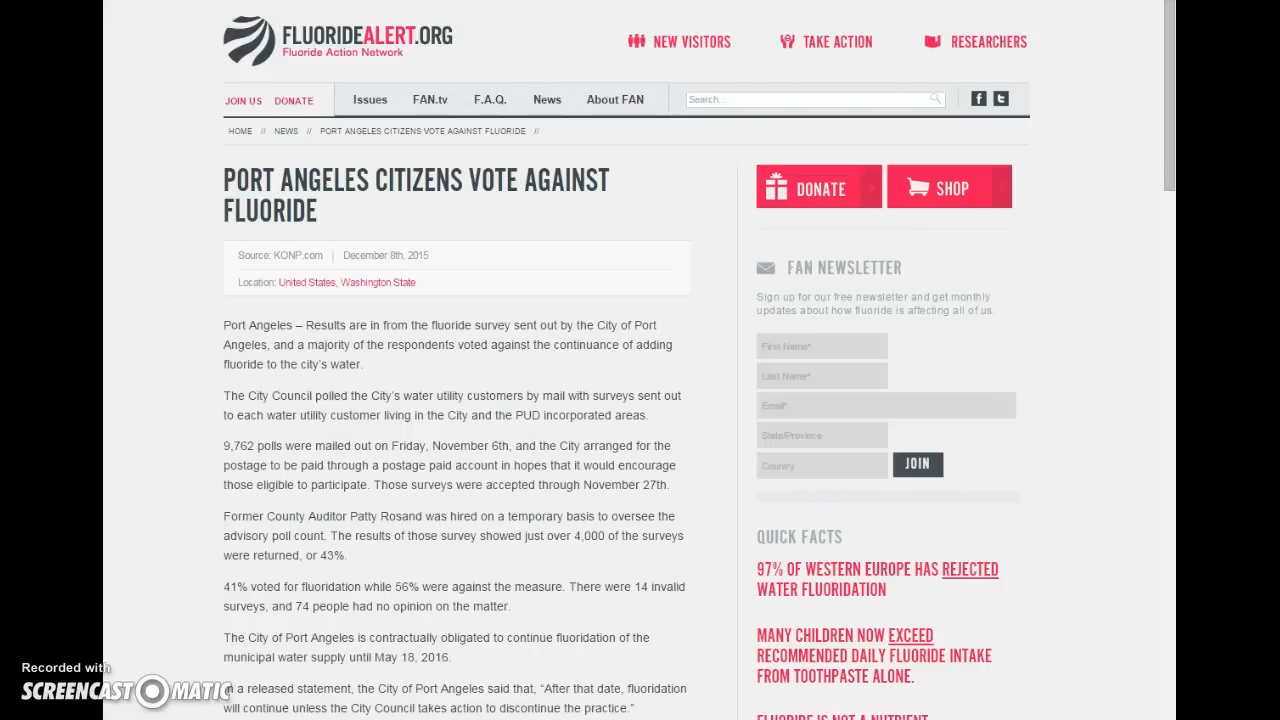 FLUORIDEALERT.ORG
Fluoride Action Network
NEW VISITORS
TAKE ACTION
RESEARCHERS
JOIN US
DONATE
Issues
FAN.tv
F.A.Q.
News
About FAN
Search...
HOME // NEWS // PORT ANGELES CITIZENS VOTE AGAINST FLUORIDE //
PORT ANGELES CITIZENS VOTE AGAINST
FLUORIDE
Source: KONP.com | December 8th, 2015
Location: United States, Washington State
Port Angeles – Results are in from the fluoride survey sent out by the City of Port
Angeles, and a majority of the respondents voted against the continuance of adding
fluoride to the city's water.
The City Council polled the City's water utility customers by mail with surveys sent out
to each water utility customer living in the City and the PUD incorporated areas.
9,762 polls were mailed out on Friday, November 6th, and the City arranged for the
postage to be paid through a postage paid account in hopes that it would encourage
those eligible to participate. Those surveys were accepted through November 27th.
Former County Auditor Patty Rosand was hired on a temporary basis to oversee the
advisory poll count. The results of those survey showed just over 4,000 of the surveys
were returned, or 43%.
41% voted for fluoridation while 56% were against the measure. There were 14 invalid
surveys, and 74 people had no opinion on the matter.
The City of Port Angeles is contractually obligated to continue fluoridation of the
municipal water supply until May 18, 2016.
In a released statement, the City of Port Angeles said that, “After that date, fluoridation
will continue unless the City Council takes action to discontinue the practice.”
DONATE
SHOP
FAN NEWSLETTER
Sign up for our free newsletter and get monthly
updates about how fluoride is affecting all of us.
First Name*
Last Name*
Email*
State/Province
Country
JOIN
QUICK FACTS
97% OF WESTERN EUROPE HAS REJECTED
WATER FLUORIDATION
MANY CHILDREN NOW EXCEED
RECOMMENDED DAILY FLUORIDE INTAKE
FROM TOOTHPASTE ALONE.
FLUORIDE IS NOT A NUTRIENT
Recorded with
SCREENCAST-O-MATIC